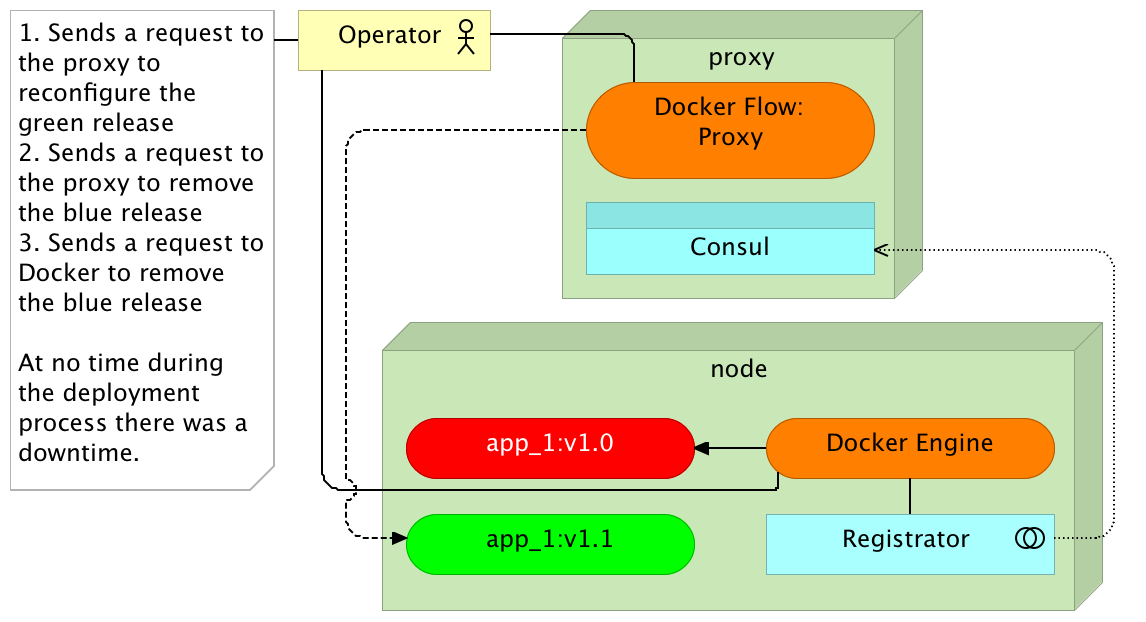 1. Sends a request to
the proxy to
reconfigure the
green release
2. Sends a request to
the proxy to remove
the blue release
3. Sends a request to
Docker to remove
the blue release
At no time during
the deployment
process there was a
downtime.
Operator
proxy
Docker Flow:
Proxy
Consul
node
app_1:v1.0
Docker Engine
app_1:v1.1
Registrator